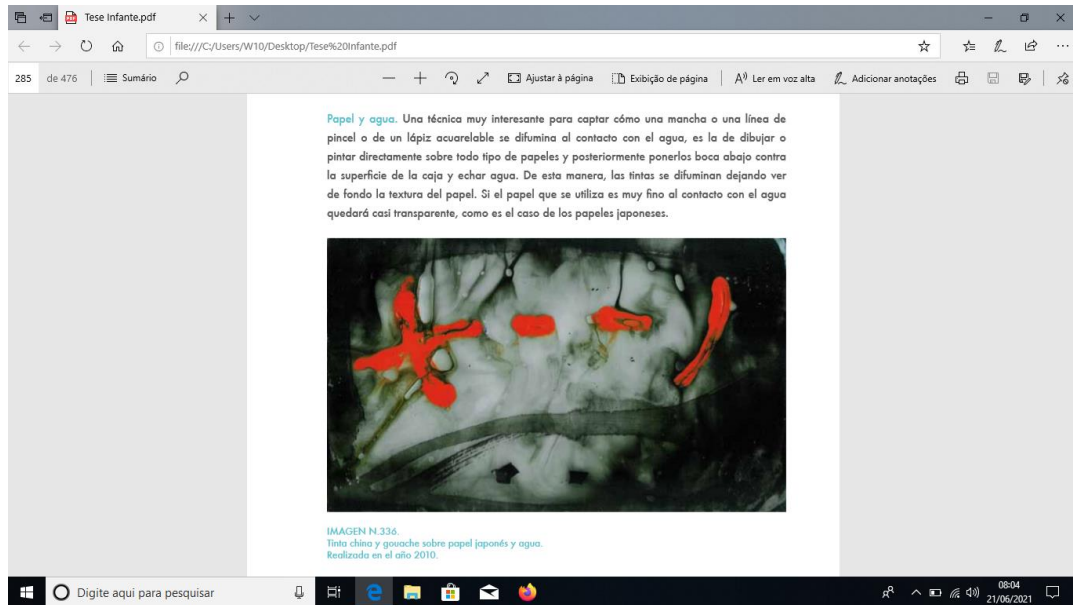 Tese Infante.pdf
file:///C:/Users/W10/Desktop/Tese%20Infante.pdf
285 de 476 Sumário Ajustar à página Exibição de página Ler em voz alta Adicionar anotações
Papel y agua. Una técnica muy interesante para captar cómo una mancha o una línea de
pincel o de un lápiz acuarelable se difumina al contacto con el agua, es la de dibujar o
pintar directamente sobre todo tipo de papeles y posteriormente ponerlos boca abajo contra
la superficie de la caja y echar agua. De esta manera, las tintas se difuminan dejando ver
de fondo la textura del papel. Si el papel que se utiliza es muy fino al contacto con el agua
quedará casi transparente, como es el caso de los papeles japoneses.
IMAGEN N.336.
Tinta china y gouache sobre papel japonés y agua.
Realizada en el año 2010.
Digite aqui para pesquisar
08:04
21/06/2021